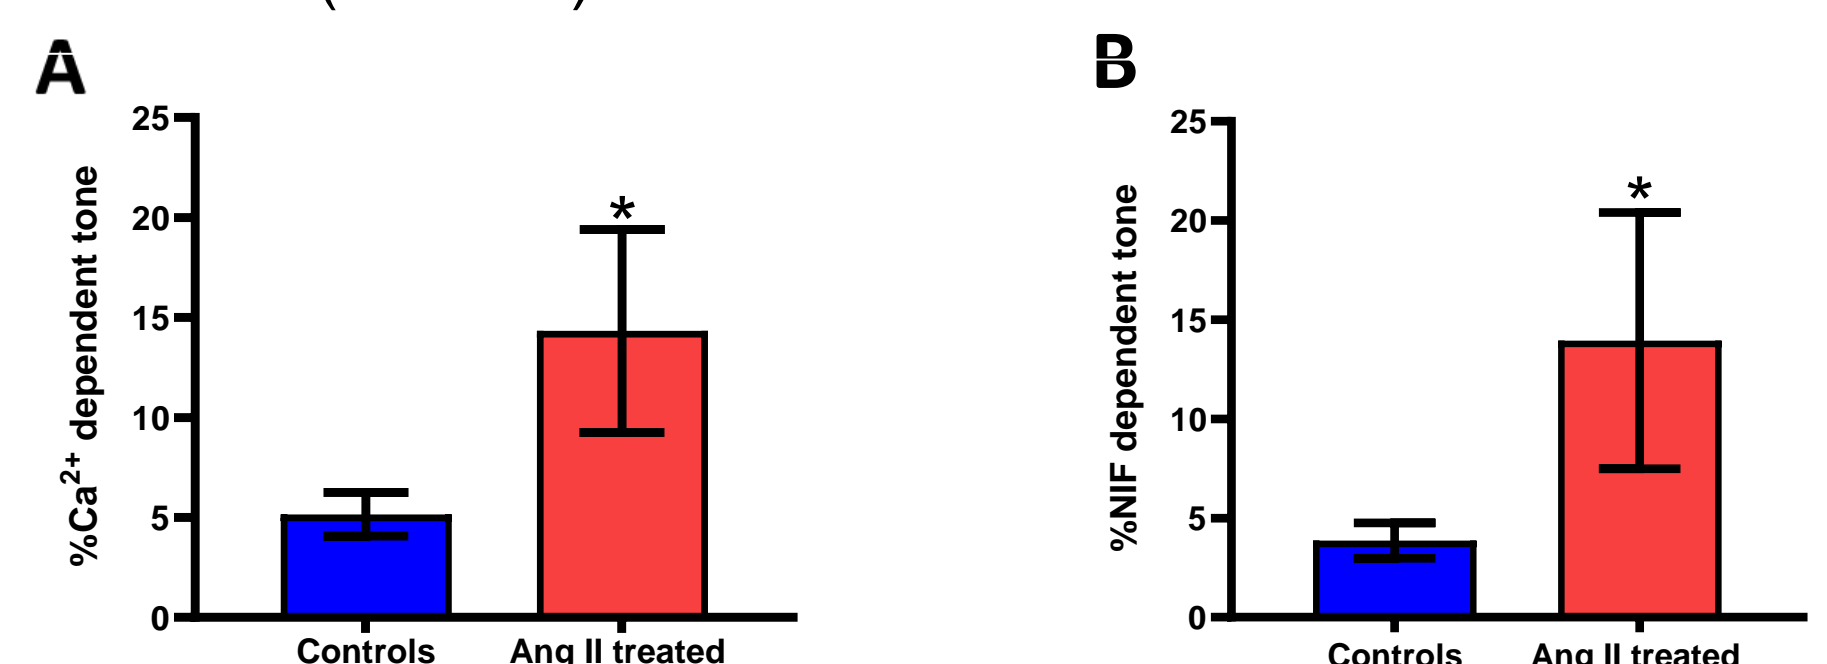 ( )
A
25
20
15
10
5
0
%Ca²⁺ dependent tone
*
Controls
Ang II treated
B
25
20
15
10
5
0
%NIF dependent tone
*
Controls
Ang II treated